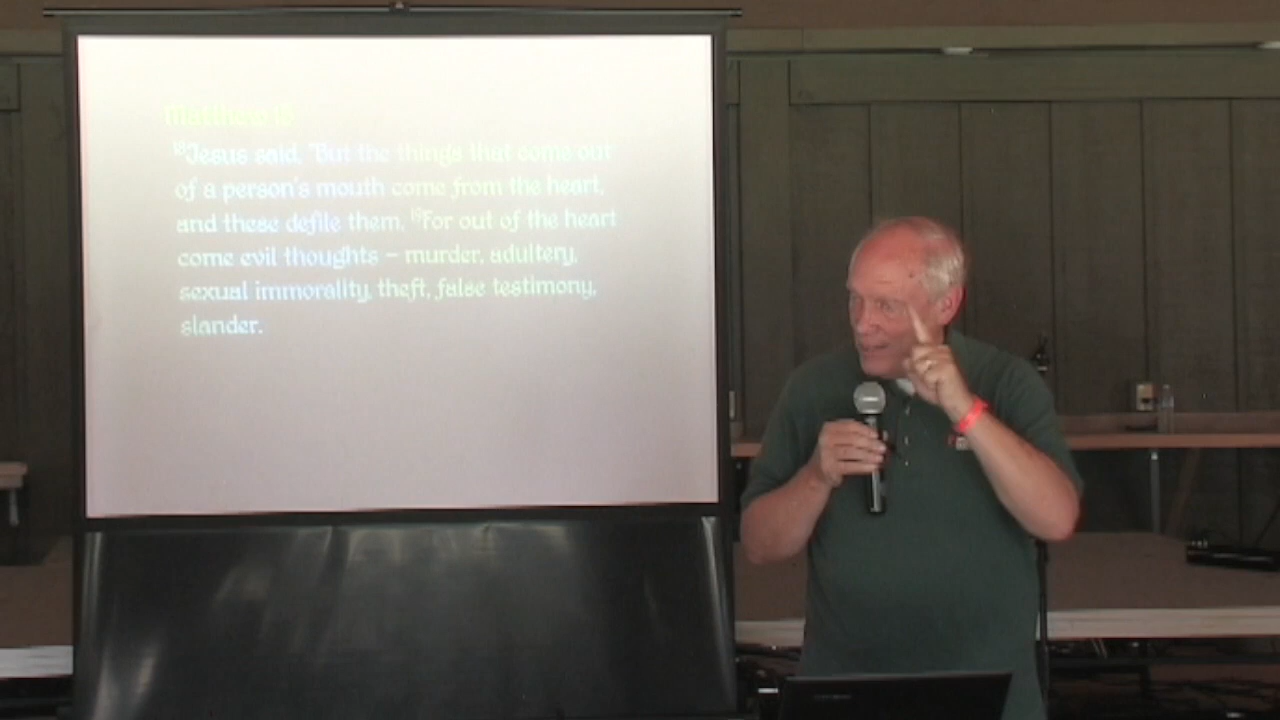 Matthew 15
18Jesus said, "But the things that come out
of a person's mouth come from the heart,
and these defile them. 19For out of the heart
come evil thoughts – murder, adultery,
sexual immorality, theft, false testimony,
slander.